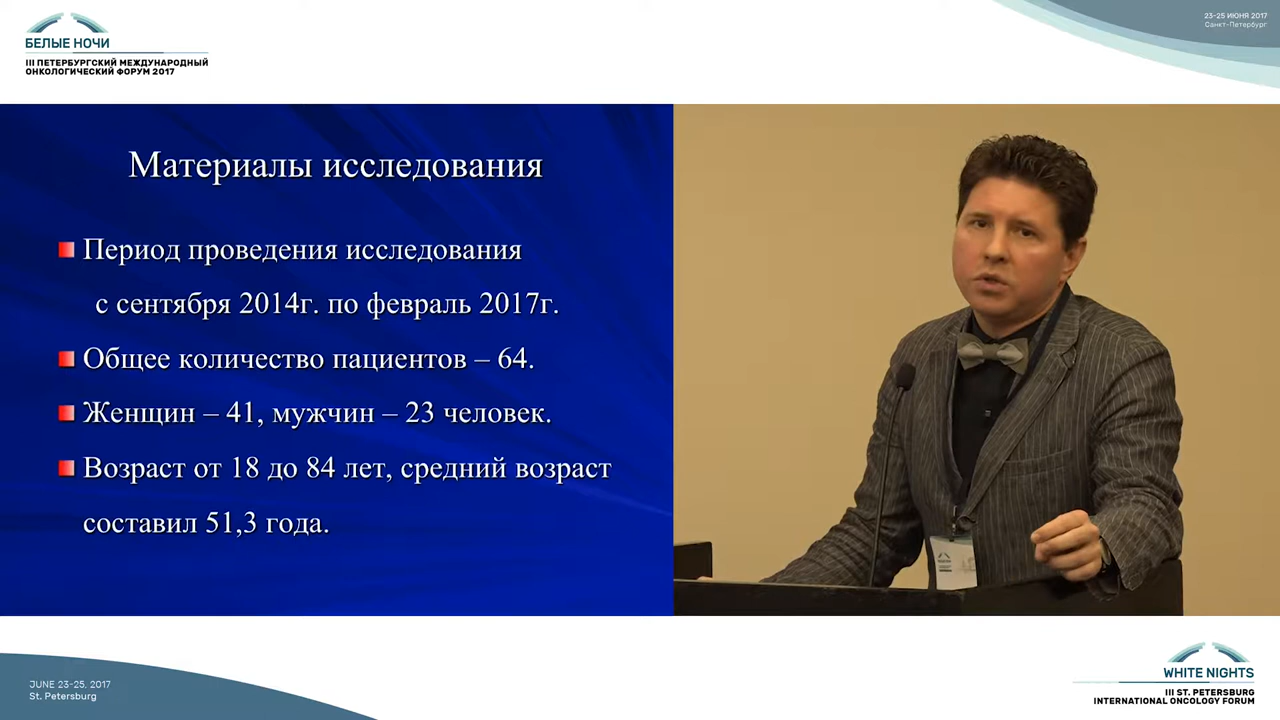 БЕЛЫЕ НОЧИ
III ПЕТЕРБУРГСКИЙ МЕЖДУНАРОДНЫЙ
ОНКОЛОГИЧЕСКИЙ ФОРУМ 2017
23-25 ИЮНЯ 2017
Санкт-Петербург
Материалы исследования
Период проведения исследования
с сентября 2014г. по февраль 2017г.
Общее количество пациентов – 64.
Женщин – 41, мужчин – 23 человек.
Возраст от 18 до 84 лет, средний возраст
составил 51,3 года.
JUNE 23-25, 2017
St. Petersburg
WHITE NIGHTS
III ST. PETERSBURG
INTERNATIONAL ONCOLOGY FORUM